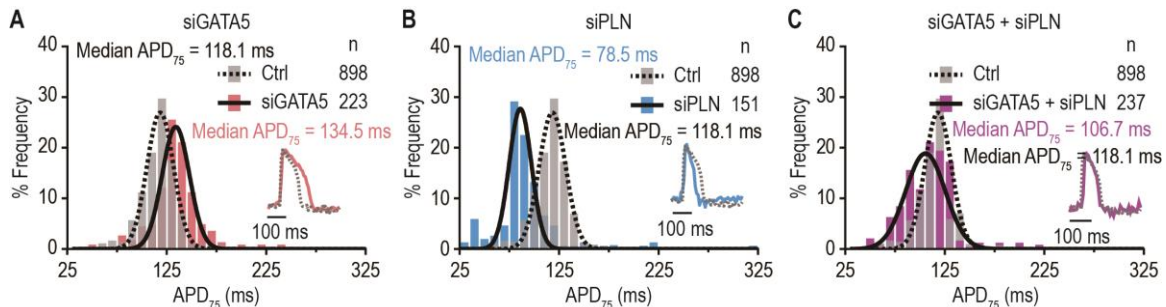 A
siGATA5
Median APD75 = 118.1 ms
n
Ctrl 898
siGATA5 223
Median APD75 = 134.5 ms
100 ms
% Frequency
40
30
20
10
0
25 125 225 325
APD75 (ms)
B
siPLN
Median APD75 = 78.5 ms
n
Ctrl 898
siPLN 151
Median APD75 = 118.1 ms
100 ms
% Frequency
40
30
20
10
0
25 125 225 325
APD75 (ms)
C
siGATA5 + siPLN
n
Ctrl 898
siGATA5 + siPLN 237
Median APD75 = 106.7 ms
Median APD75 = 118.1 ms
100 ms
% Frequency
40
30
20
10
0
25 125 225 325
APD75 (ms)